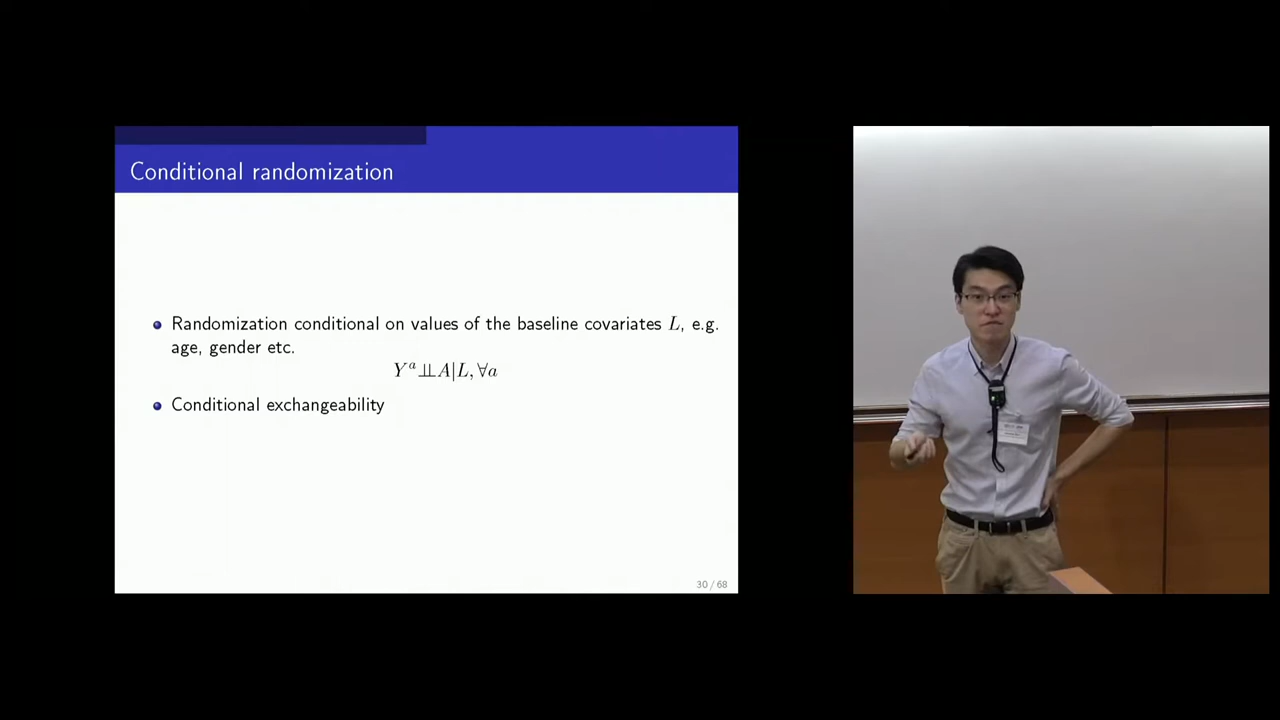 Conditional randomization
Randomization conditional on values of the baseline covariates L, e.g.
age, gender etc.
Y^a ⫫ A|L, ∀a
Conditional exchangeability
30 / 68